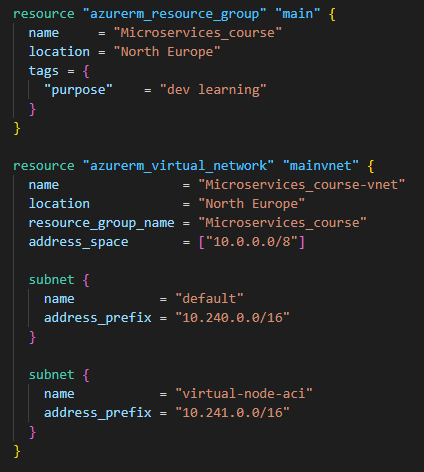 resource "azurerm_resource_group" "main" {
  name     = "Microservices_course"
  location = "North Europe"
  tags = {
    "purpose"    = "dev learning"
  }
}

resource "azurerm_virtual_network" "mainvnet" {
  name                = "Microservices_course-vnet"
  location            = "North Europe"
  resource_group_name = "Microservices_course"
  address_space       = ["10.0.0.0/8"]

  subnet {
    name           = "default"
    address_prefix = "10.240.0.0/16"
  }

  subnet {
    name           = "virtual-node-aci"
    address_prefix = "10.241.0.0/16"
  }
}